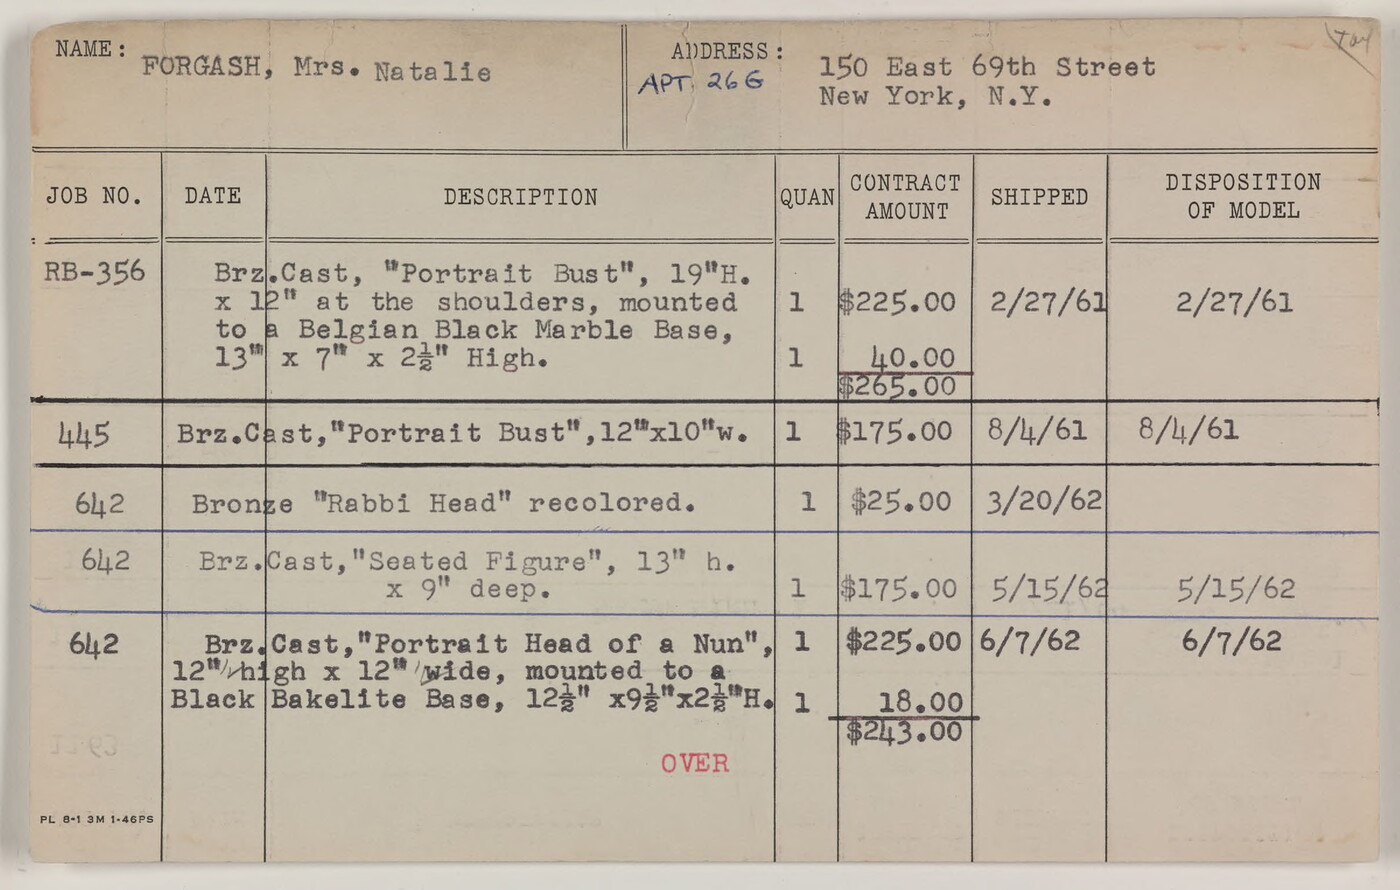 NAME: FORGASH, Mrs. Natalie
ADDRESS: 150 East 69th Street
APT. 26G New York, N.Y.
JOB NO. DATE DESCRIPTION QUAN CONTRACT AMOUNT SHIPPED DISPOSITION OF MODEL
RB-356 Brz.Cast, "Portrait Bust", 19"H.
x 12" at the shoulders, mounted 1 $225.00 2/27/61 2/27/61
to a Belgian Black Marble Base,
13" x 7" x 2½" High. 1 40.00
$265.00
445 Brz.Cast,"Portrait Bust",12"x10"w. 1 $175.00 8/4/61 8/4/61
642 Bronze "Rabbi Head" recolored. 1 $25.00 3/20/62
642 Brz.Cast,"Seated Figure", 13" h.
x 9" deep. 1 $175.00 5/15/62 5/15/62
642 Brz.Cast,"Portrait Head of a Nun", 1 $225.00 6/7/62 6/7/62
12" high x 12" wide, mounted to a
Black Bakelite Base, 12½" x9½"x2½"H. 1 18.00
$243.00
OVER
PL 8-1 3M 1-46PS